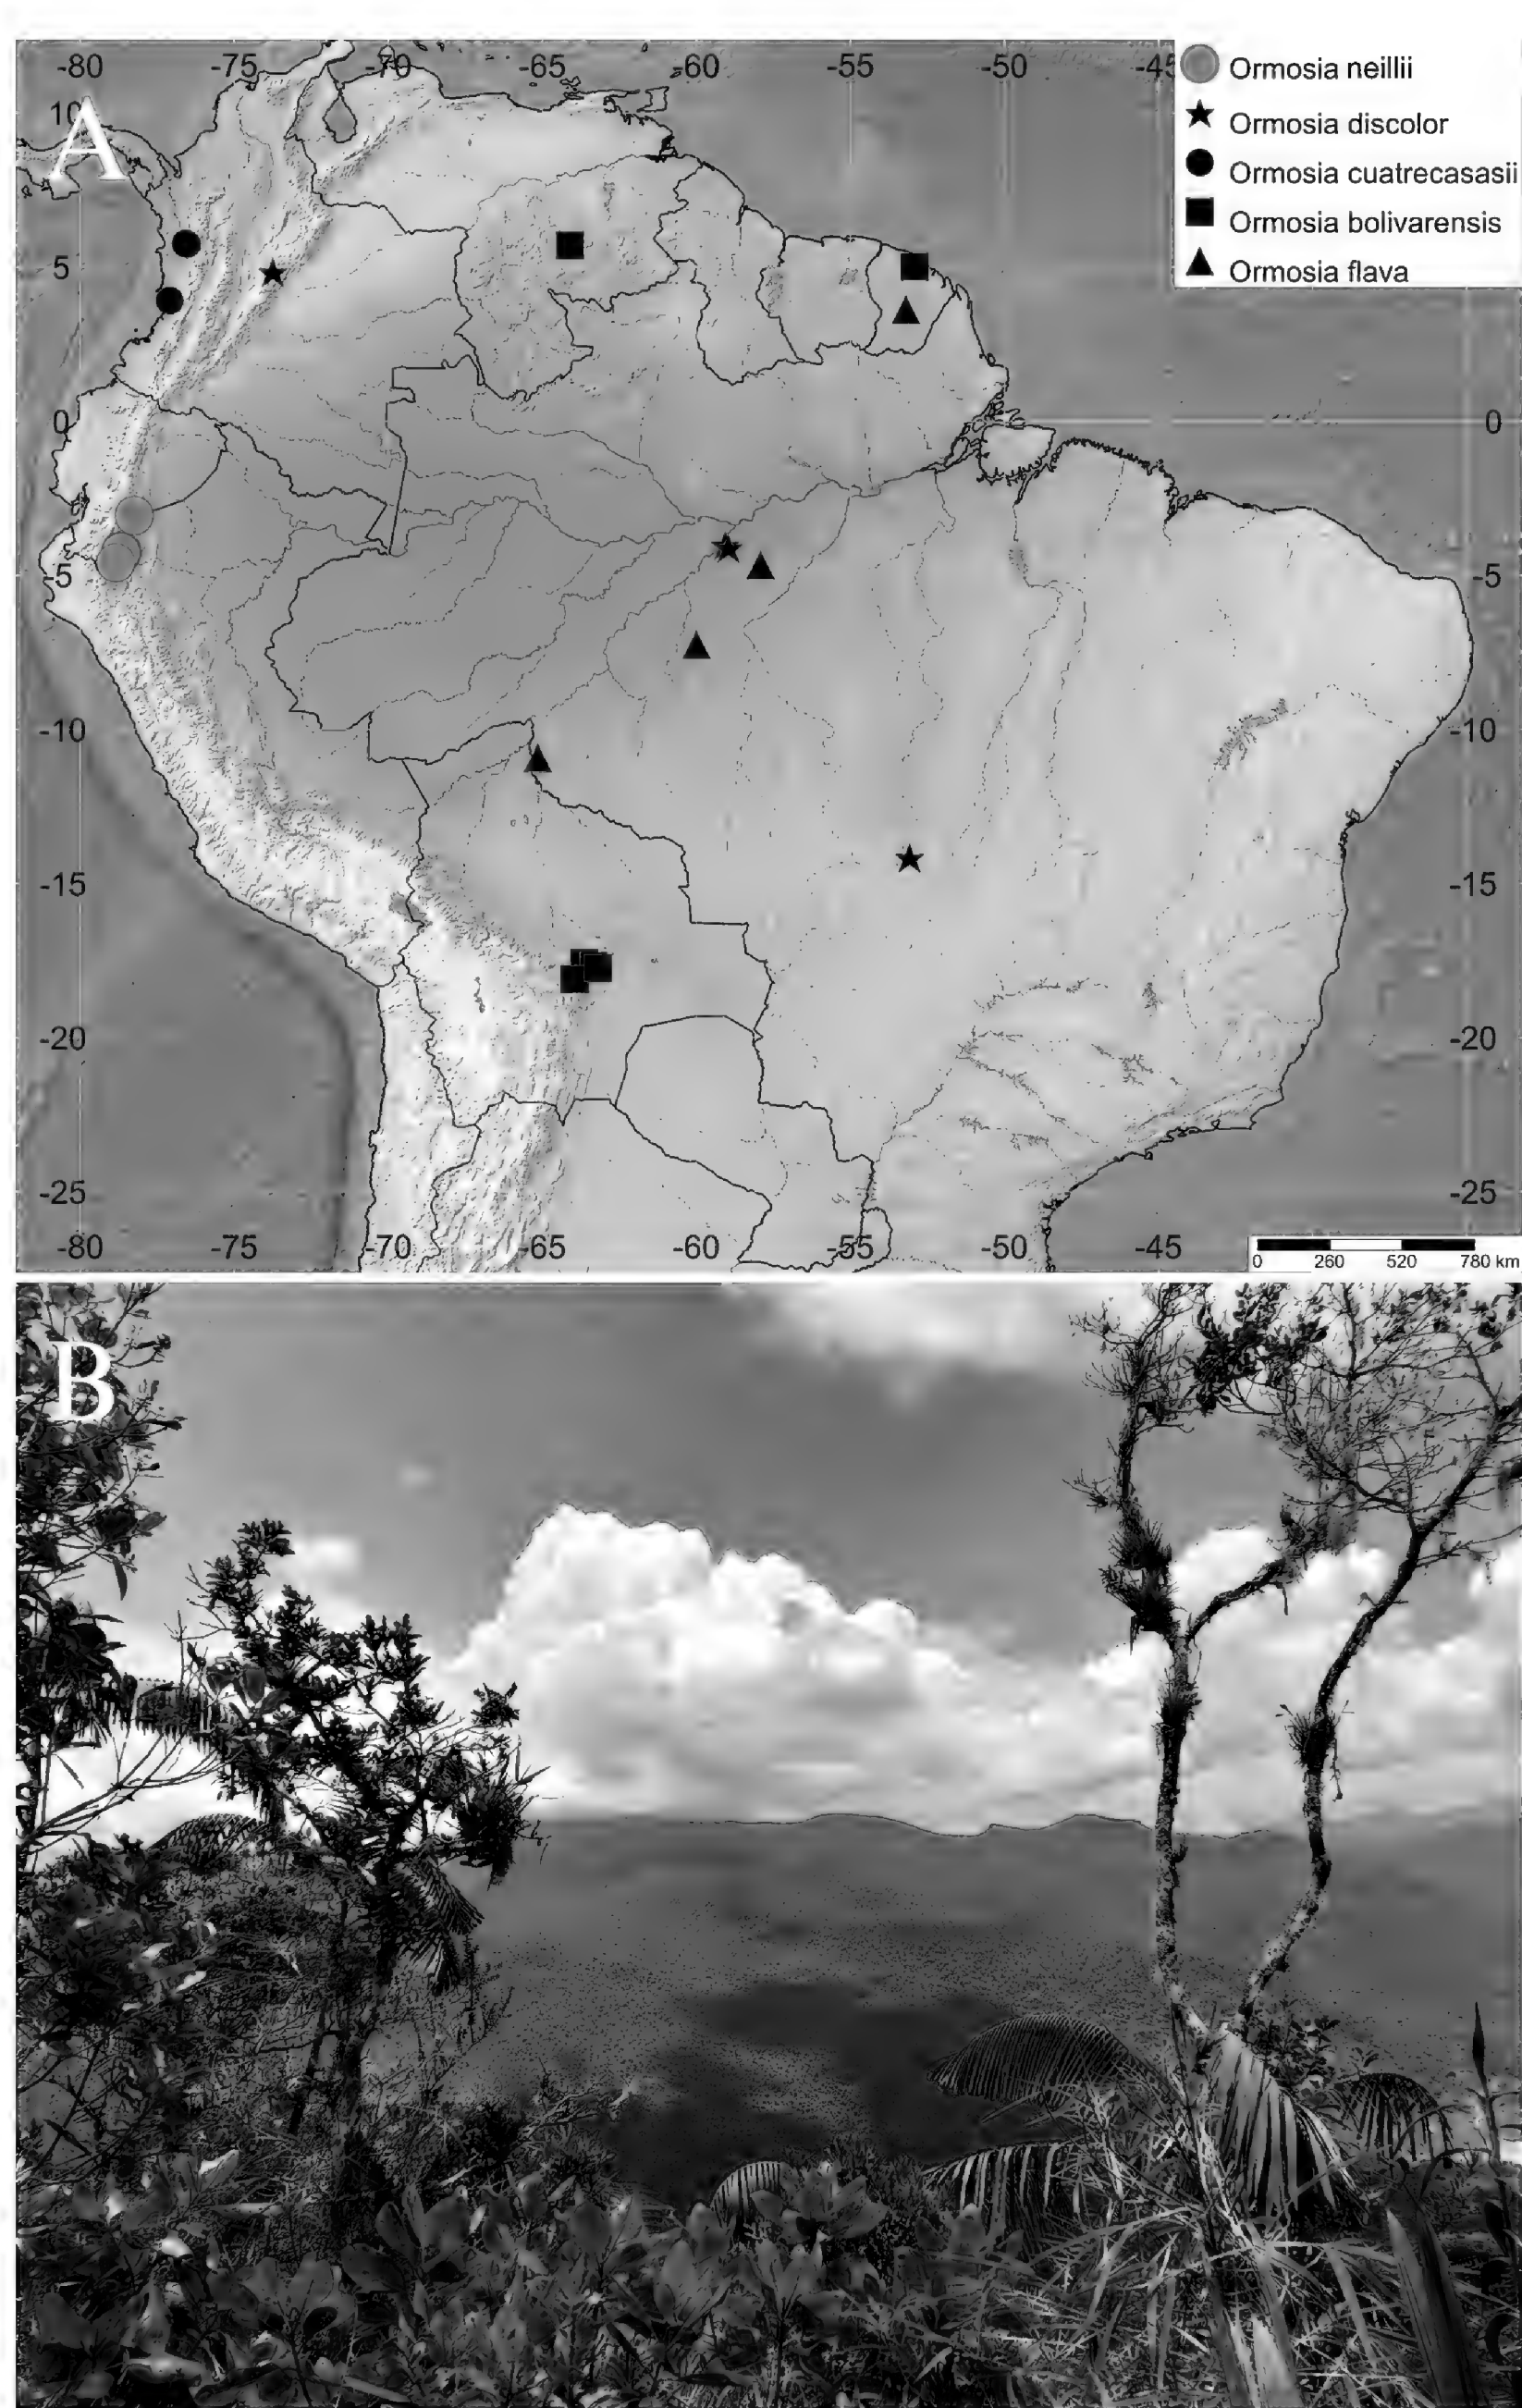 -80 -75 -70 -65 -60 -55 -50 -45
Ormosia neillii
Ormosia discolor
Ormosia cuatrecasasii
Ormosia bolivarensis
Ormosia flava
A
10
5
0 0
-5 -5
-10 -10
-15 -15
-20 -20
-25 -25
-80 -75 -70 -65 -60 -55 -50 -45
0 260 520 780 km
B